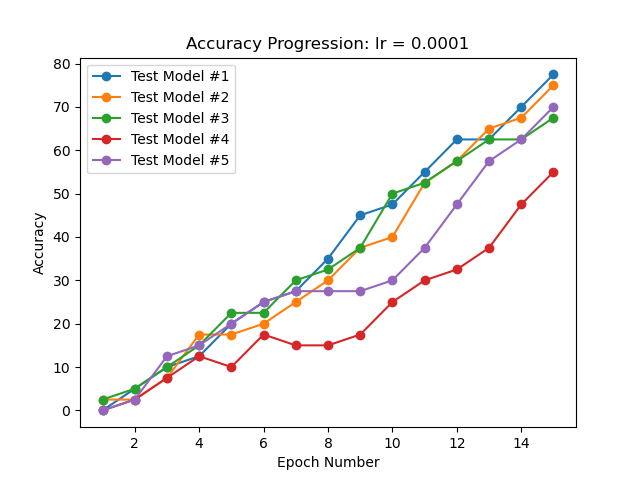 Accuracy Progression: lr = 0.0001
Test Model #1
Test Model #2
Test Model #3
Test Model #4
Test Model #5
Accuracy
80
70
60
50
40
30
20
10
0
2 4 6 8 10 12 14
Epoch Number